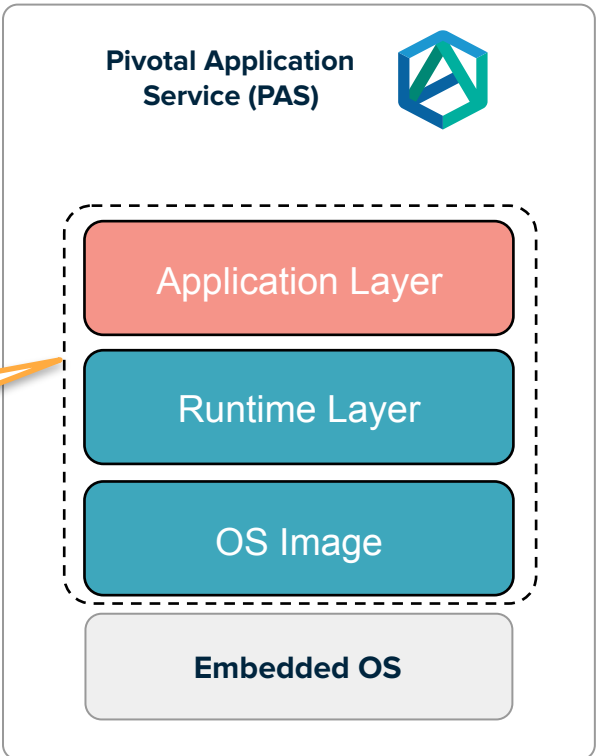 Pivotal Application
Service (PAS)
Application Layer
Runtime Layer
OS Image
Embedded OS